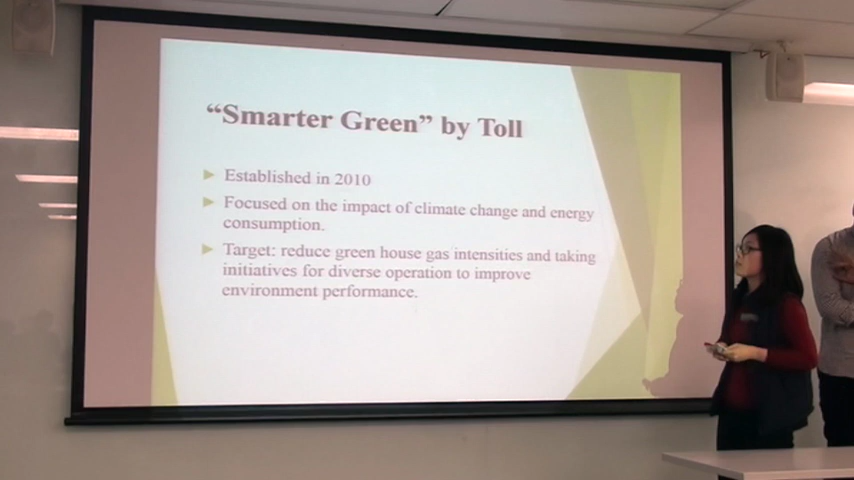 “Smarter Green” by Toll
Established in 2010
Focused on the impact of climate change and energy
consumption.
Target: reduce green house gas intensities and taking
initiatives for diverse operation to improve
environment performance.